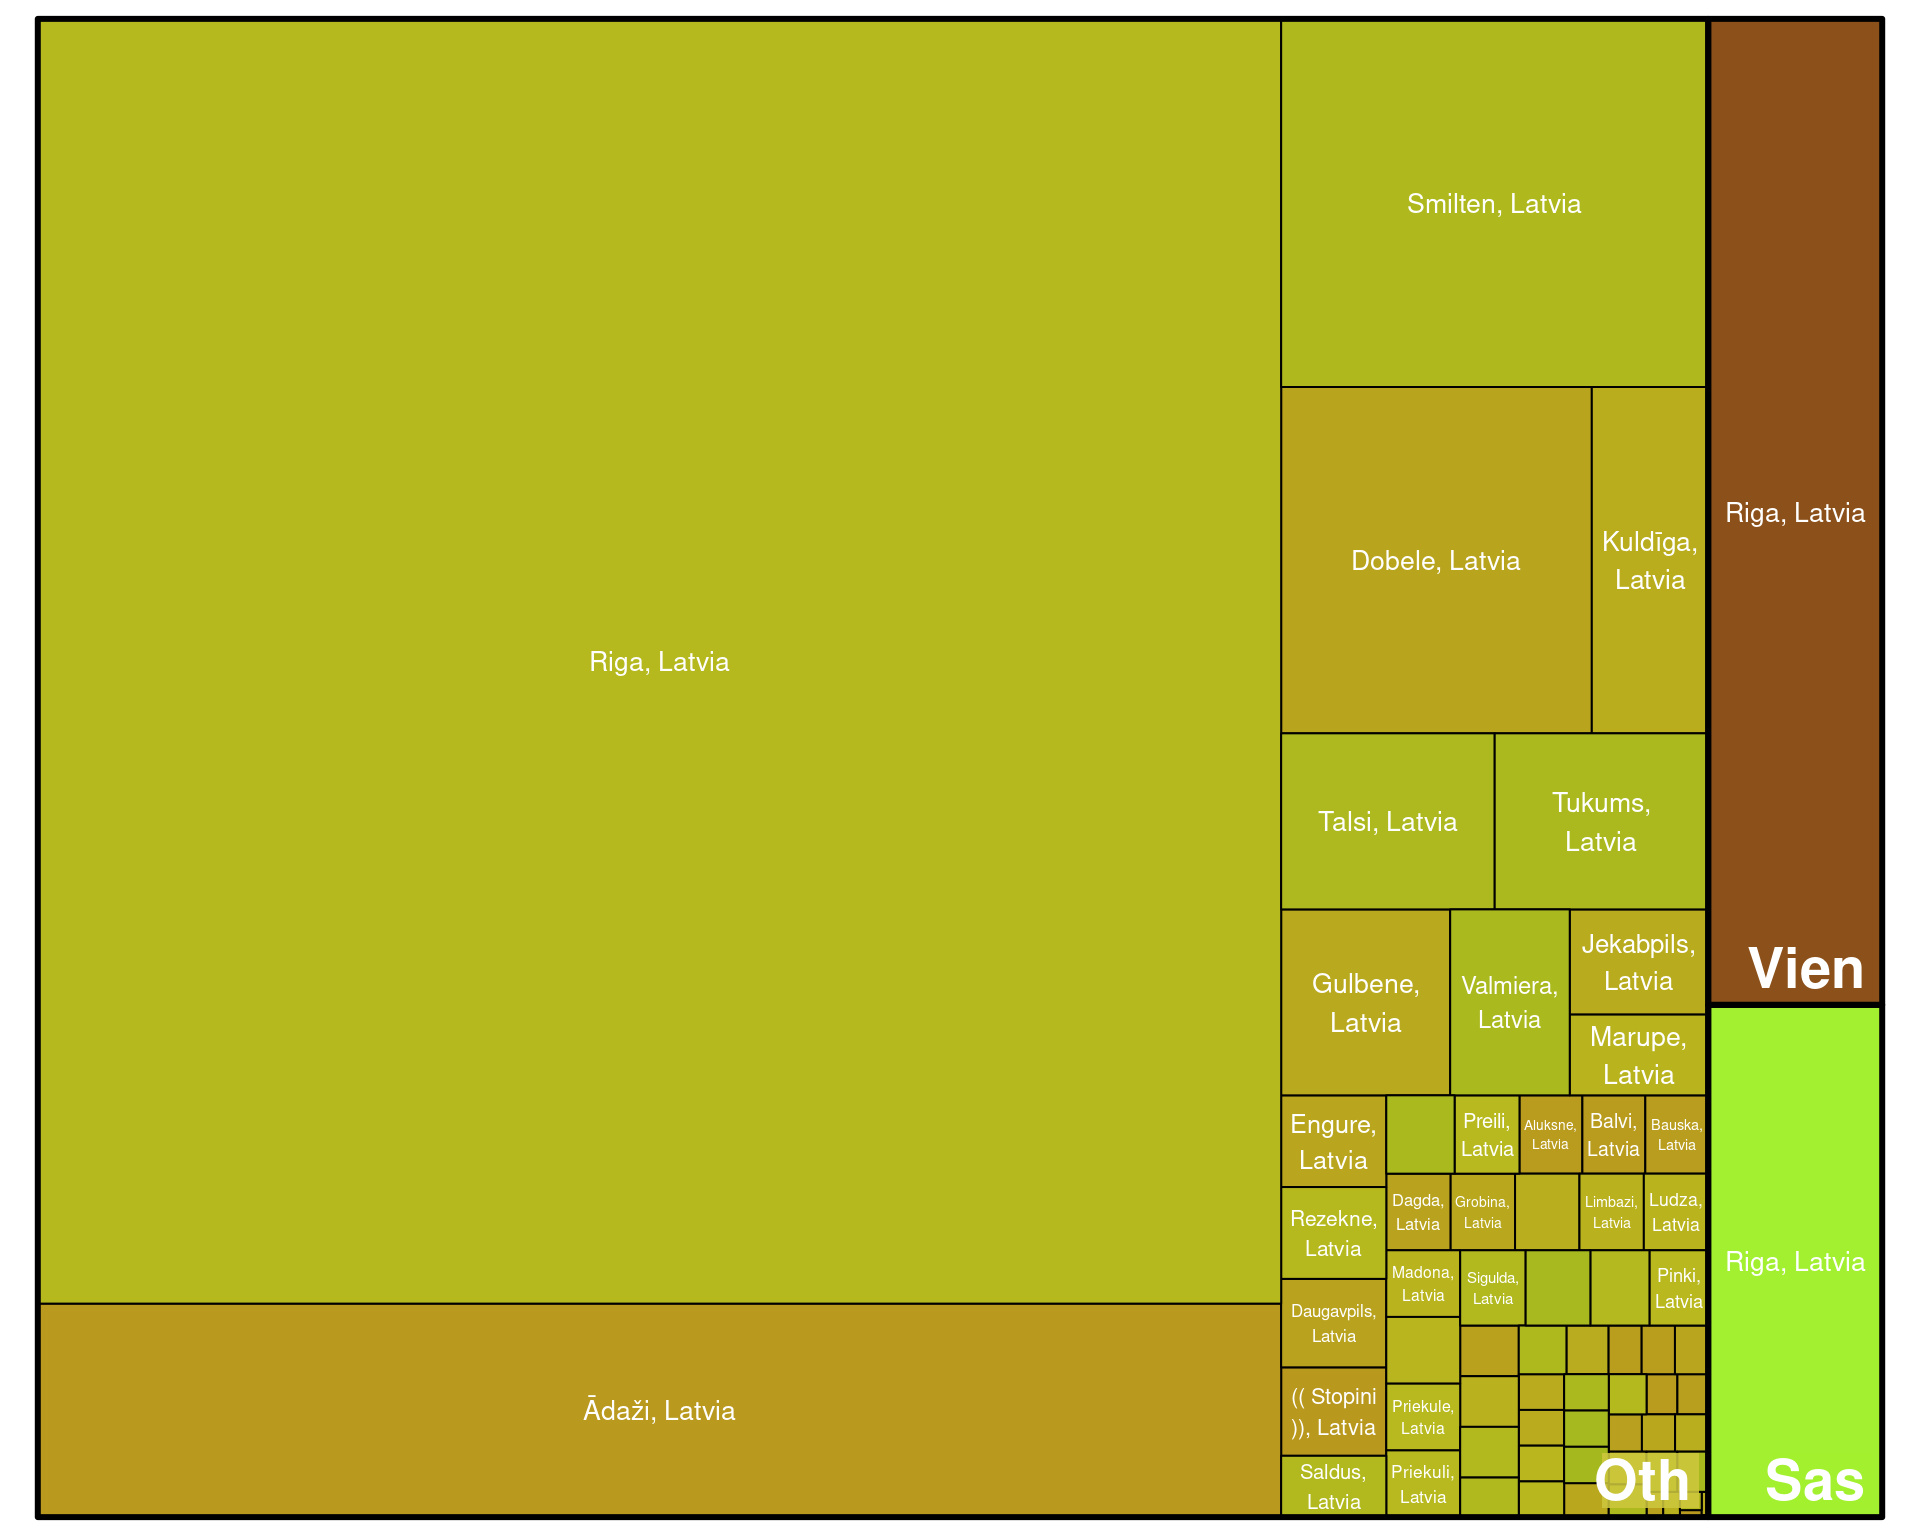 Riga, Latvia
Ādaži, Latvia
Smilten, Latvia
Dobele, Latvia
Kuldīga,
Latvia
Talsi, Latvia
Tukums,
Latvia
Gulbene,
Latvia
Valmiera,
Latvia
Jekabpils,
Latvia
Marupe,
Latvia
Engure,
Latvia
Rezekne,
Latvia
Daugavpils,
Latvia
(( Stopini
)), Latvia
Saldus,
Latvia
Preili,
Latvia
Aluksne,
Latvia
Balvi,
Latvia
Bauska,
Latvia
Dagda,
Latvia
Grobina,
Latvia
Limbazi,
Latvia
Ludza,
Latvia
Madona,
Latvia
Sigulda,
Latvia
Pinki,
Latvia
Priekule,
Latvia
Priekuli,
Latvia
Oth
Riga, Latvia
Vien
Riga, Latvia
Sas